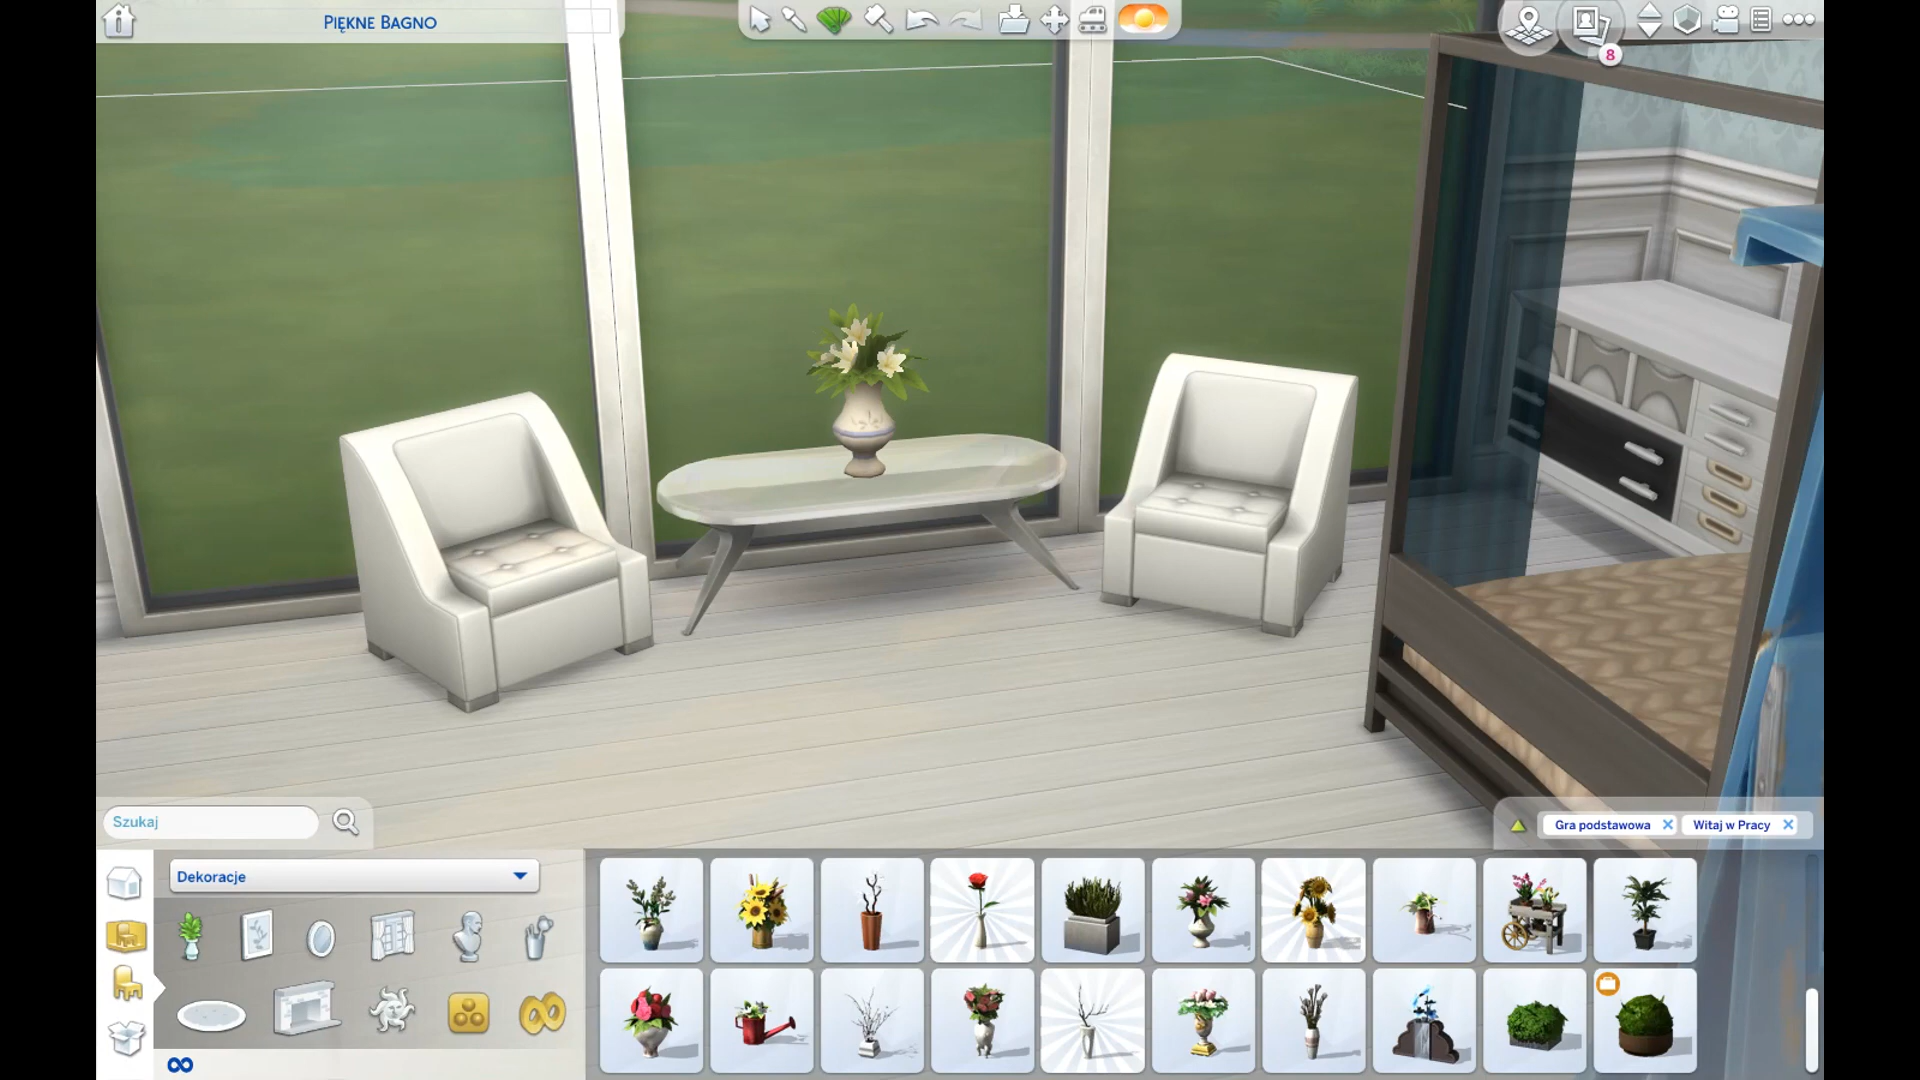 PIĘKNE BAGNO
8
Szukaj
Gra podstawowa
Witaj w Pracy
Dekoracje